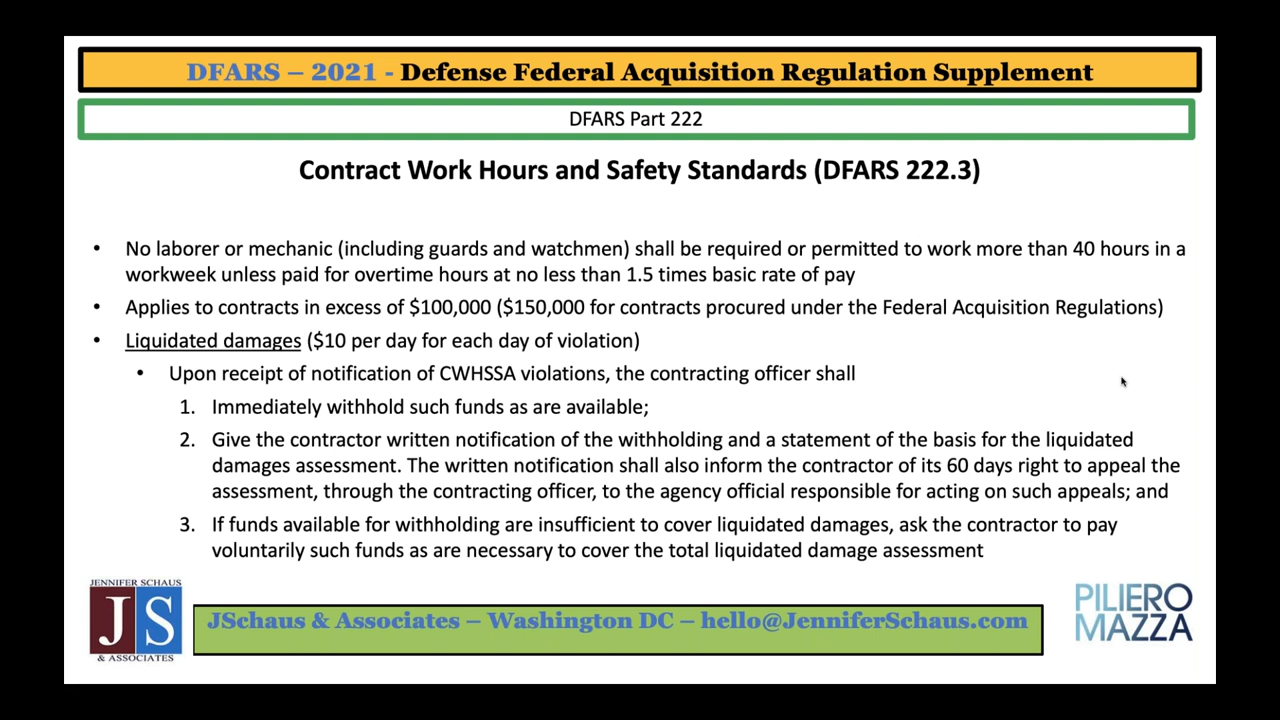 DFARS – 2021 - Defense Federal Acquisition Regulation Supplement
DFARS Part 222
Contract Work Hours and Safety Standards (DFARS 222.3)
• No laborer or mechanic (including guards and watchmen) shall be required or permitted to work more than 40 hours in a
workweek unless paid for overtime hours at no less than 1.5 times basic rate of pay
• Applies to contracts in excess of $100,000 ($150,000 for contracts procured under the Federal Acquisition Regulations)
• Liquidated damages ($10 per day for each day of violation)
• Upon receipt of notification of CWHSSA violations, the contracting officer shall
1. Immediately withhold such funds as are available;
2. Give the contractor written notification of the withholding and a statement of the basis for the liquidated
damages assessment. The written notification shall also inform the contractor of its 60 days right to appeal the
assessment, through the contracting officer, to the agency official responsible for acting on such appeals; and
3. If funds available for withholding are insufficient to cover liquidated damages, ask the contractor to pay
voluntarily such funds as are necessary to cover the total liquidated damage assessment
JENNIFER SCHAUS
JS
& ASSOCIATES
JSchaus & Associates – Washington DC – hello@JenniferSchaus.com
PILIERO
MAZZA